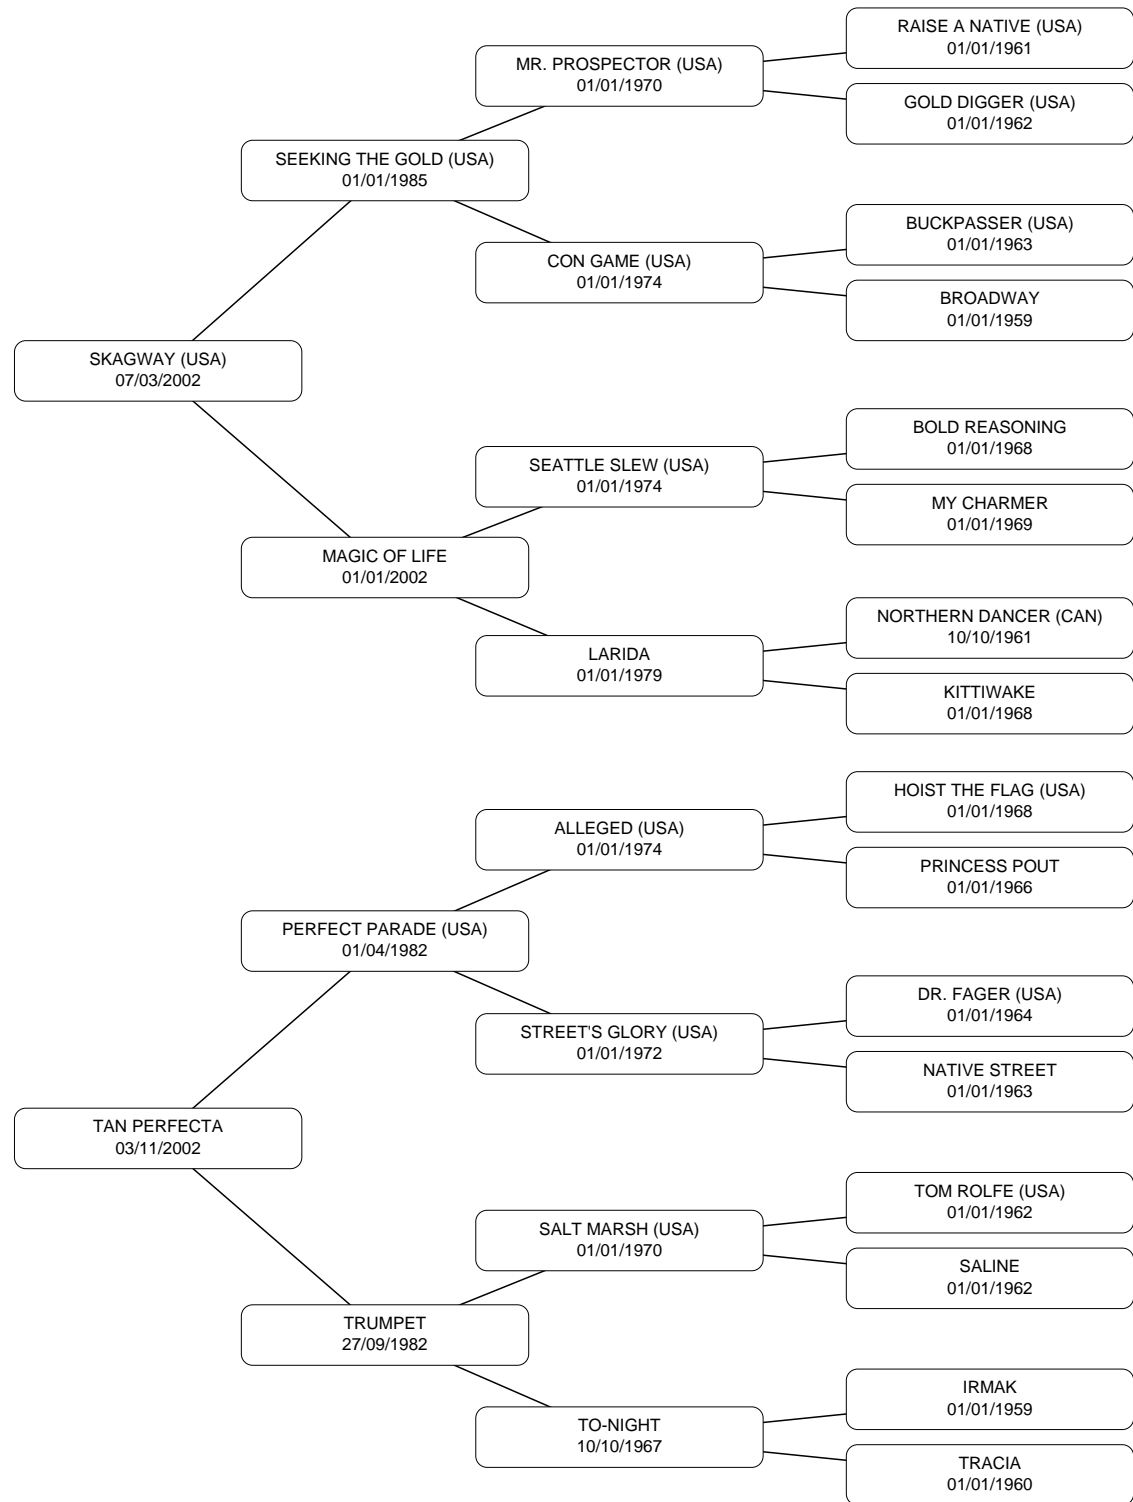 RAISE A NATIVE (USA)
01/01/1961
MR. PROSPECTOR (USA)
01/01/1970
GOLD DIGGER (USA)
01/01/1962
SEEKING THE GOLD (USA)
01/01/1985
BUCKPASSER (USA)
01/01/1963
CON GAME (USA)
01/01/1974
BROADWAY
01/01/1959
SKAGWAY (USA)
07/03/2002
BOLD REASONING
01/01/1968
SEATTLE SLEW (USA)
01/01/1974
MY CHARMER
01/01/1969
MAGIC OF LIFE
01/01/2002
NORTHERN DANCER (CAN)
10/10/1961
LARIDA
01/01/1979
KITTIWAKE
01/01/1968
HOIST THE FLAG (USA)
01/01/1968
ALLEGED (USA)
01/01/1974
PRINCESS POUT
01/01/1966
PERFECT PARADE (USA)
01/04/1982
DR. FAGER (USA)
01/01/1964
STREET'S GLORY (USA)
01/01/1972
NATIVE STREET
01/01/1963
TAN PERFECTA
03/11/2002
TOM ROLFE (USA)
01/01/1962
SALT MARSH (USA)
01/01/1970
SALINE
01/01/1962
TRUMPET
27/09/1982
IRMAK
01/01/1959
TO-NIGHT
10/10/1967
TRACIA
01/01/1960